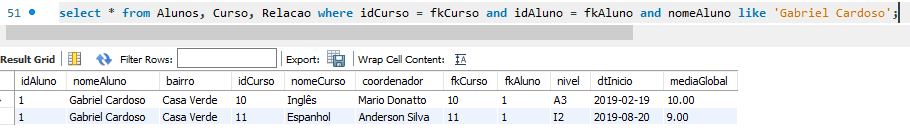 51 select * from Alunos, Curso, Relacao where idCurso = fkCurso and idAluno = fkAluno and nomeAluno like 'Gabriel Cardoso';
Result Grid Filter Rows: Export: Wrap Cell Content:
idAluno nomeAluno bairro idCurso nomeCurso coordenador fkCurso fkAluno nivel dtInicio mediaGlobal
1 Gabriel Cardoso Casa Verde 10 Inglês Mario Donatto 10 1 A3 2019-02-19 10.00
1 Gabriel Cardoso Casa Verde 11 Espanhol Anderson Silva 11 1 I2 2019-08-20 9.00